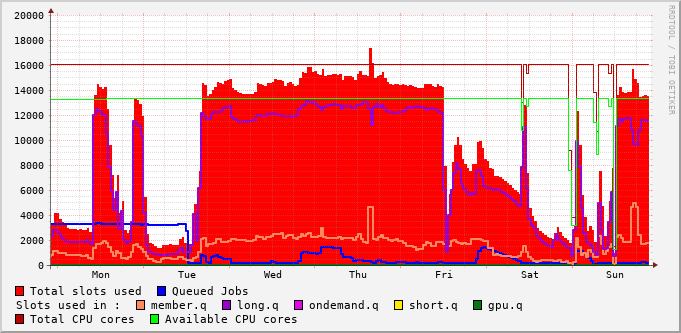 20000
18000
16000
14000
12000
10000
8000
6000
4000
2000
0
Mon Tue Wed Thu Fri Sat Sun
RRDTOOL / TOBI OETIKER
Total slots used Queued Jobs
Slots used in : member.q long.q ondemand.q short.q gpu.q
Total CPU cores Available CPU cores